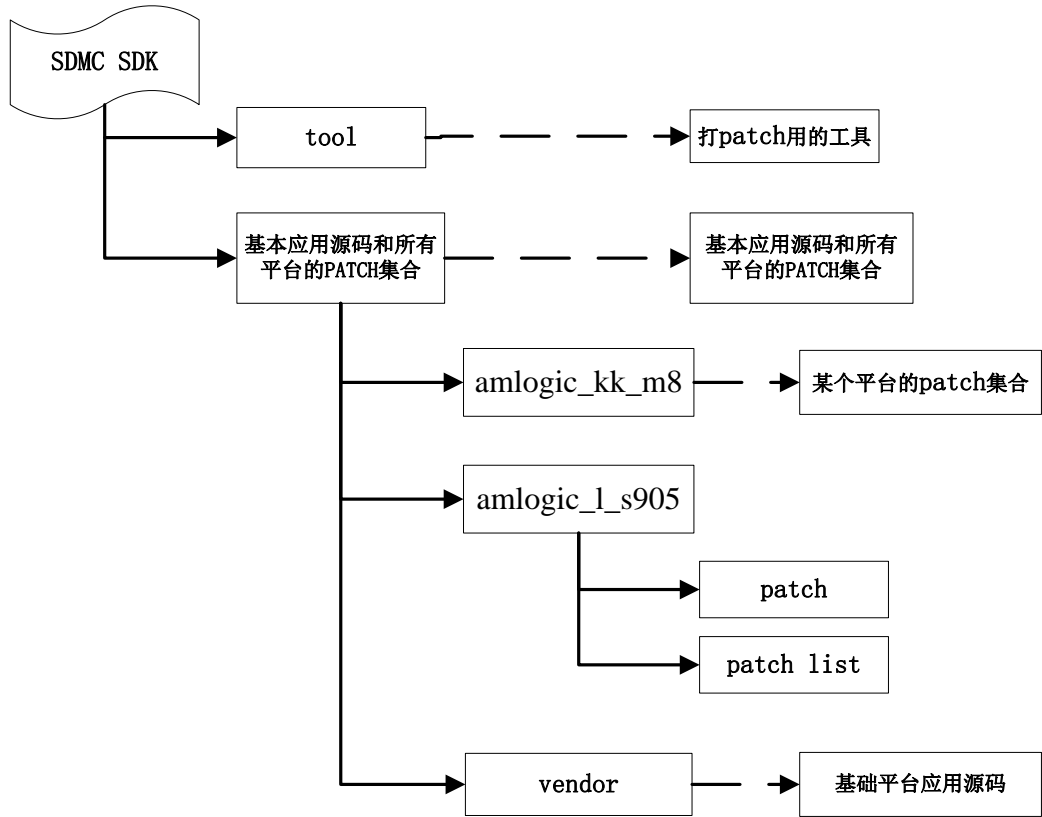 SDMC SDK
tool
打patch用的工具
基本应用源码和所有
平台的PATCH集合
基本应用源码和所有
平台的PATCH集合
amlogic_kk_m8
某个平台的patch集合
amlogic_l_s905
patch
patch list
vendor
基础平台应用源码